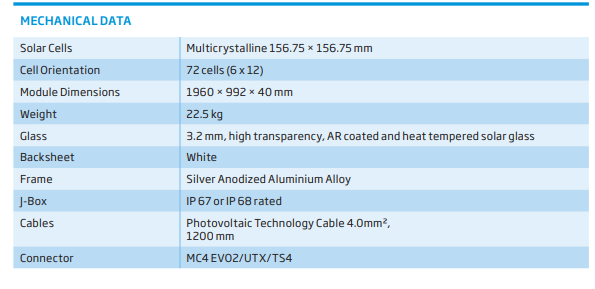 MECHANICAL DATA
Solar Cells Multicrystalline 156.75 × 156.75 mm
Cell Orientation 72 cells (6 x 12)
Module Dimensions 1960 × 992 × 40 mm
Weight 22.5 kg
Glass 3.2 mm, high transparency, AR coated and heat tempered solar glass
Backsheet White
Frame Silver Anodized Aluminium Alloy
J-Box IP 67 or IP 68 rated
Cables Photovoltaic Technology Cable 4.0mm²,
1200 mm
Connector MC4 EVO2/UTX/TS4